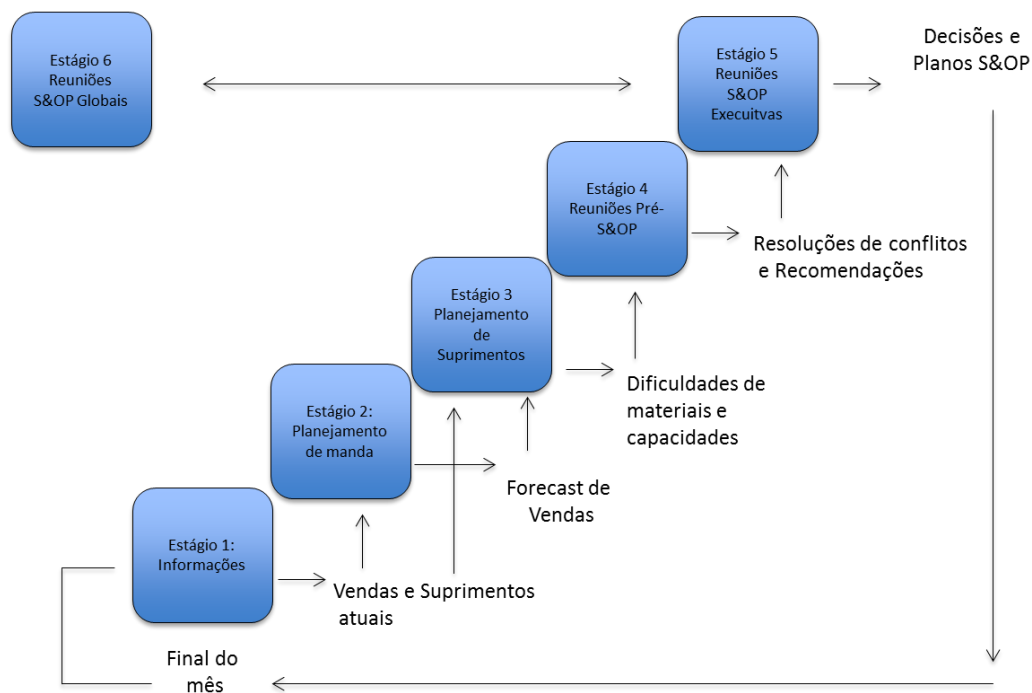 Estágio 6
Reuniões
S&OP Globais
Estágio 5
Reuniões
S&OP
Execuitvas
Decisões e
Planos S&OP
Estágio 4
Reuniões Pré-
S&OP
Resoluções de conflitos
e Recomendações
Estágio 3
Planejamento
de
Suprimentos
Dificuldades de
materiais e
capacidades
Estágio 2:
Planejamento
de manda
Forecast de
Vendas
Estágio 1:
Informações
Vendas e Suprimentos
atuais
Final do
mês